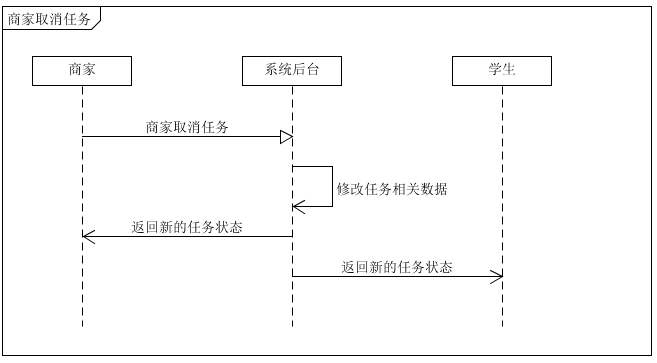 商家取消任务
商家
系统后台
学生
商家取消任务
修改任务相关数据
返回新的任务状态
返回新的任务状态